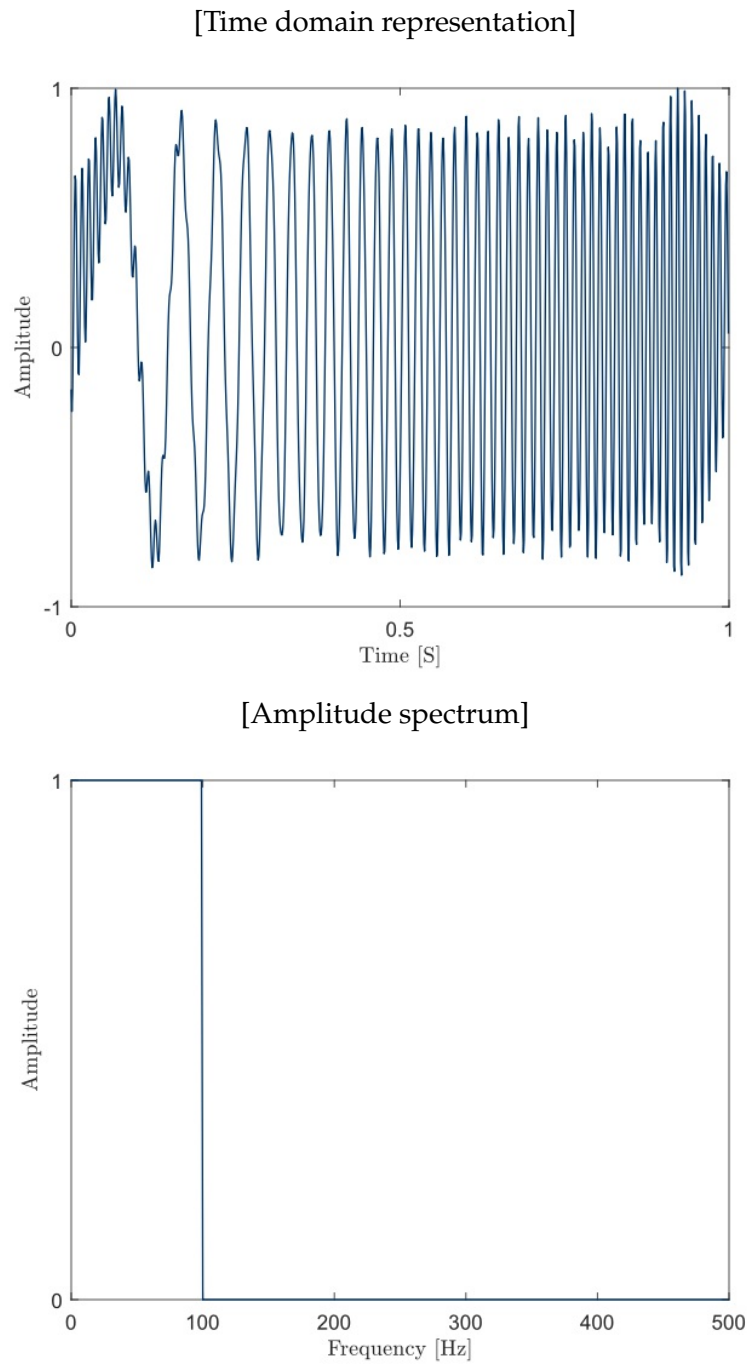 [Time domain representation]
1
0
-1
Amplitude
0
0.5
1
Time [S]
[Amplitude spectrum]
1
0
Amplitude
0
100
200
300
400
500
Frequency [Hz]